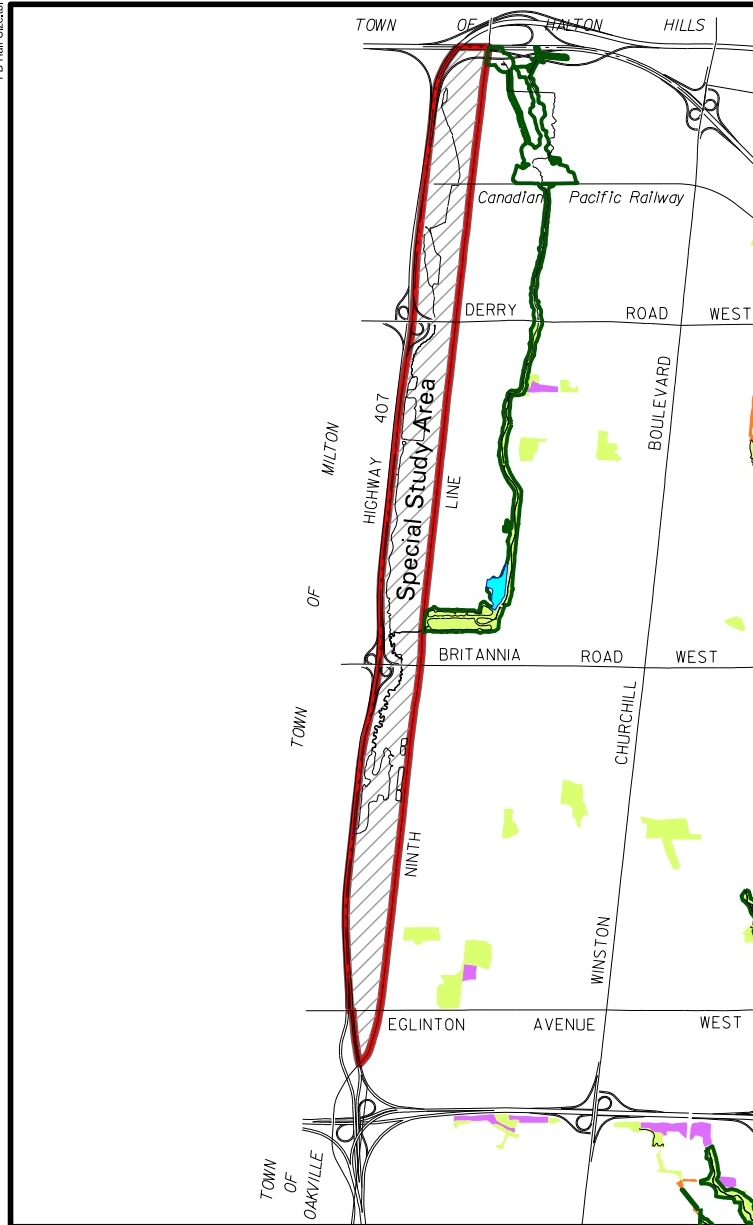 TOWN OF HALTON HILLS
Canadian Pacific Railway
DERRY ROAD WEST
BOULEVARD
407
HIGHWAY
MILTON
OF
TOWN
Special Study Area
LINE
NINTH
BRITANNIA ROAD WEST
CHURCHILL
WINSTON
EGLINTON AVENUE WEST
TOWN
OF
OAKVILLE